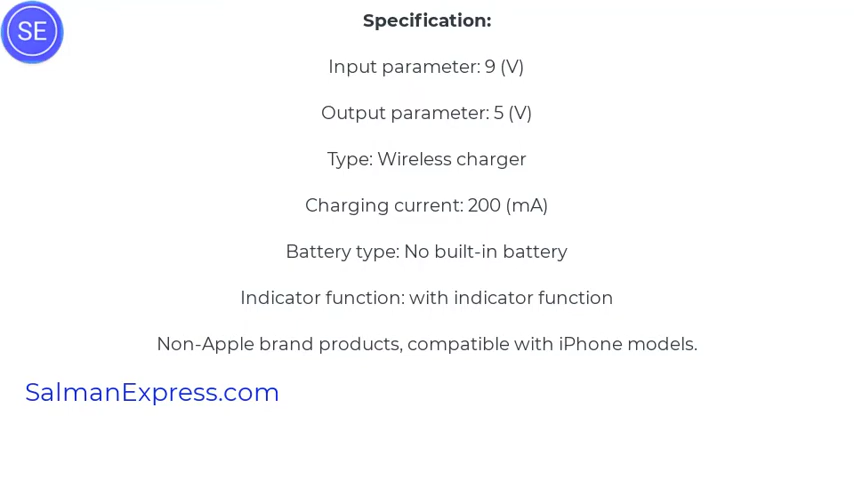 SE
Specification:
Input parameter: 9 (V)
Output parameter: 5 (V)
Type: Wireless charger
Charging current: 200 (mA)
Battery type: No built-in battery
Indicator function: with indicator function
Non-Apple brand products, compatible with iPhone models.
SalmanExpress.com